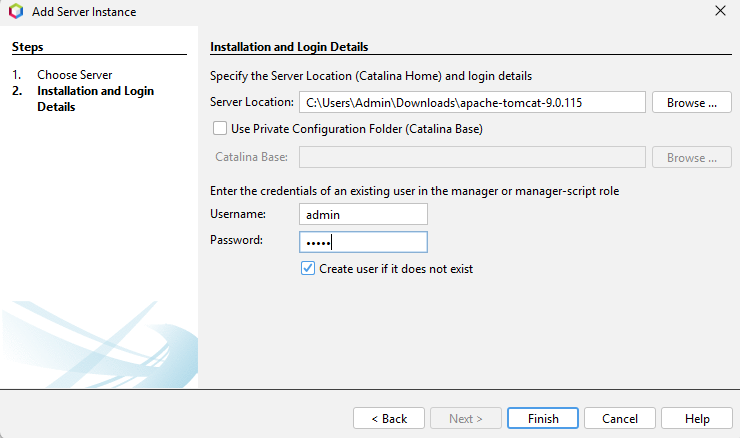 Add Server Instance
Steps
1. Choose Server
2. Installation and Login
Details
Installation and Login Details
Specify the Server Location (Catalina Home) and login details
Server Location: C:\Users\Admin\Downloads\apache-tomcat-9.0.115 Browse ...
Use Private Configuration Folder (Catalina Base)
Catalina Base: Browse ...
Enter the credentials of an existing user in the manager or manager-script role
Username: admin
Password: •••••
Create user if it does not exist
< Back Next > Finish Cancel Help